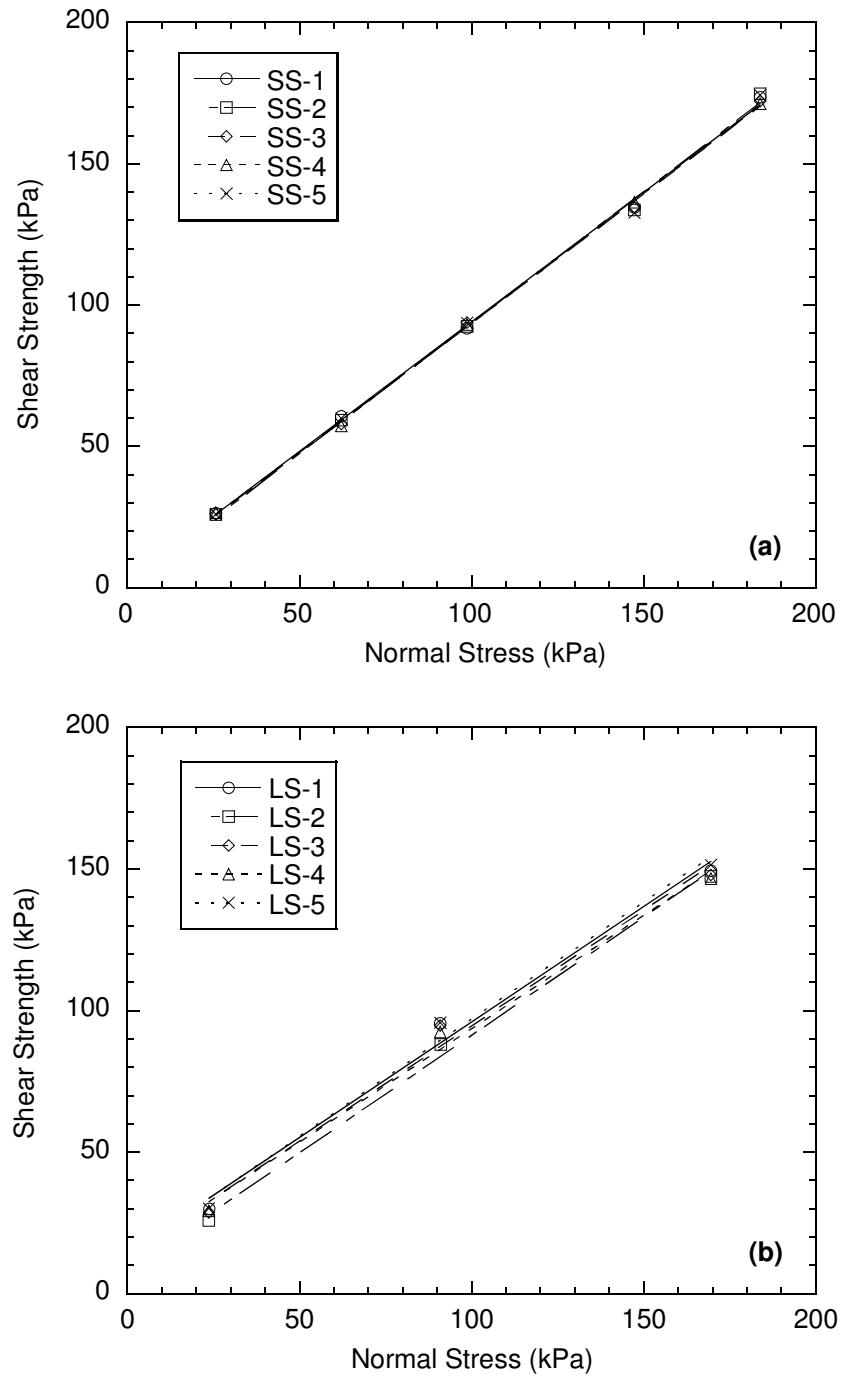 200
150
100
50
0
Shear Strength (kPa)
SS-1
SS-2
SS-3
SS-4
SS-5
(a)
0 50 100 150 200
Normal Stress (kPa)
200
150
100
50
0
Shear Strength (kPa)
LS-1
LS-2
LS-3
LS-4
LS-5
(b)
0 50 100 150 200
Normal Stress (kPa)